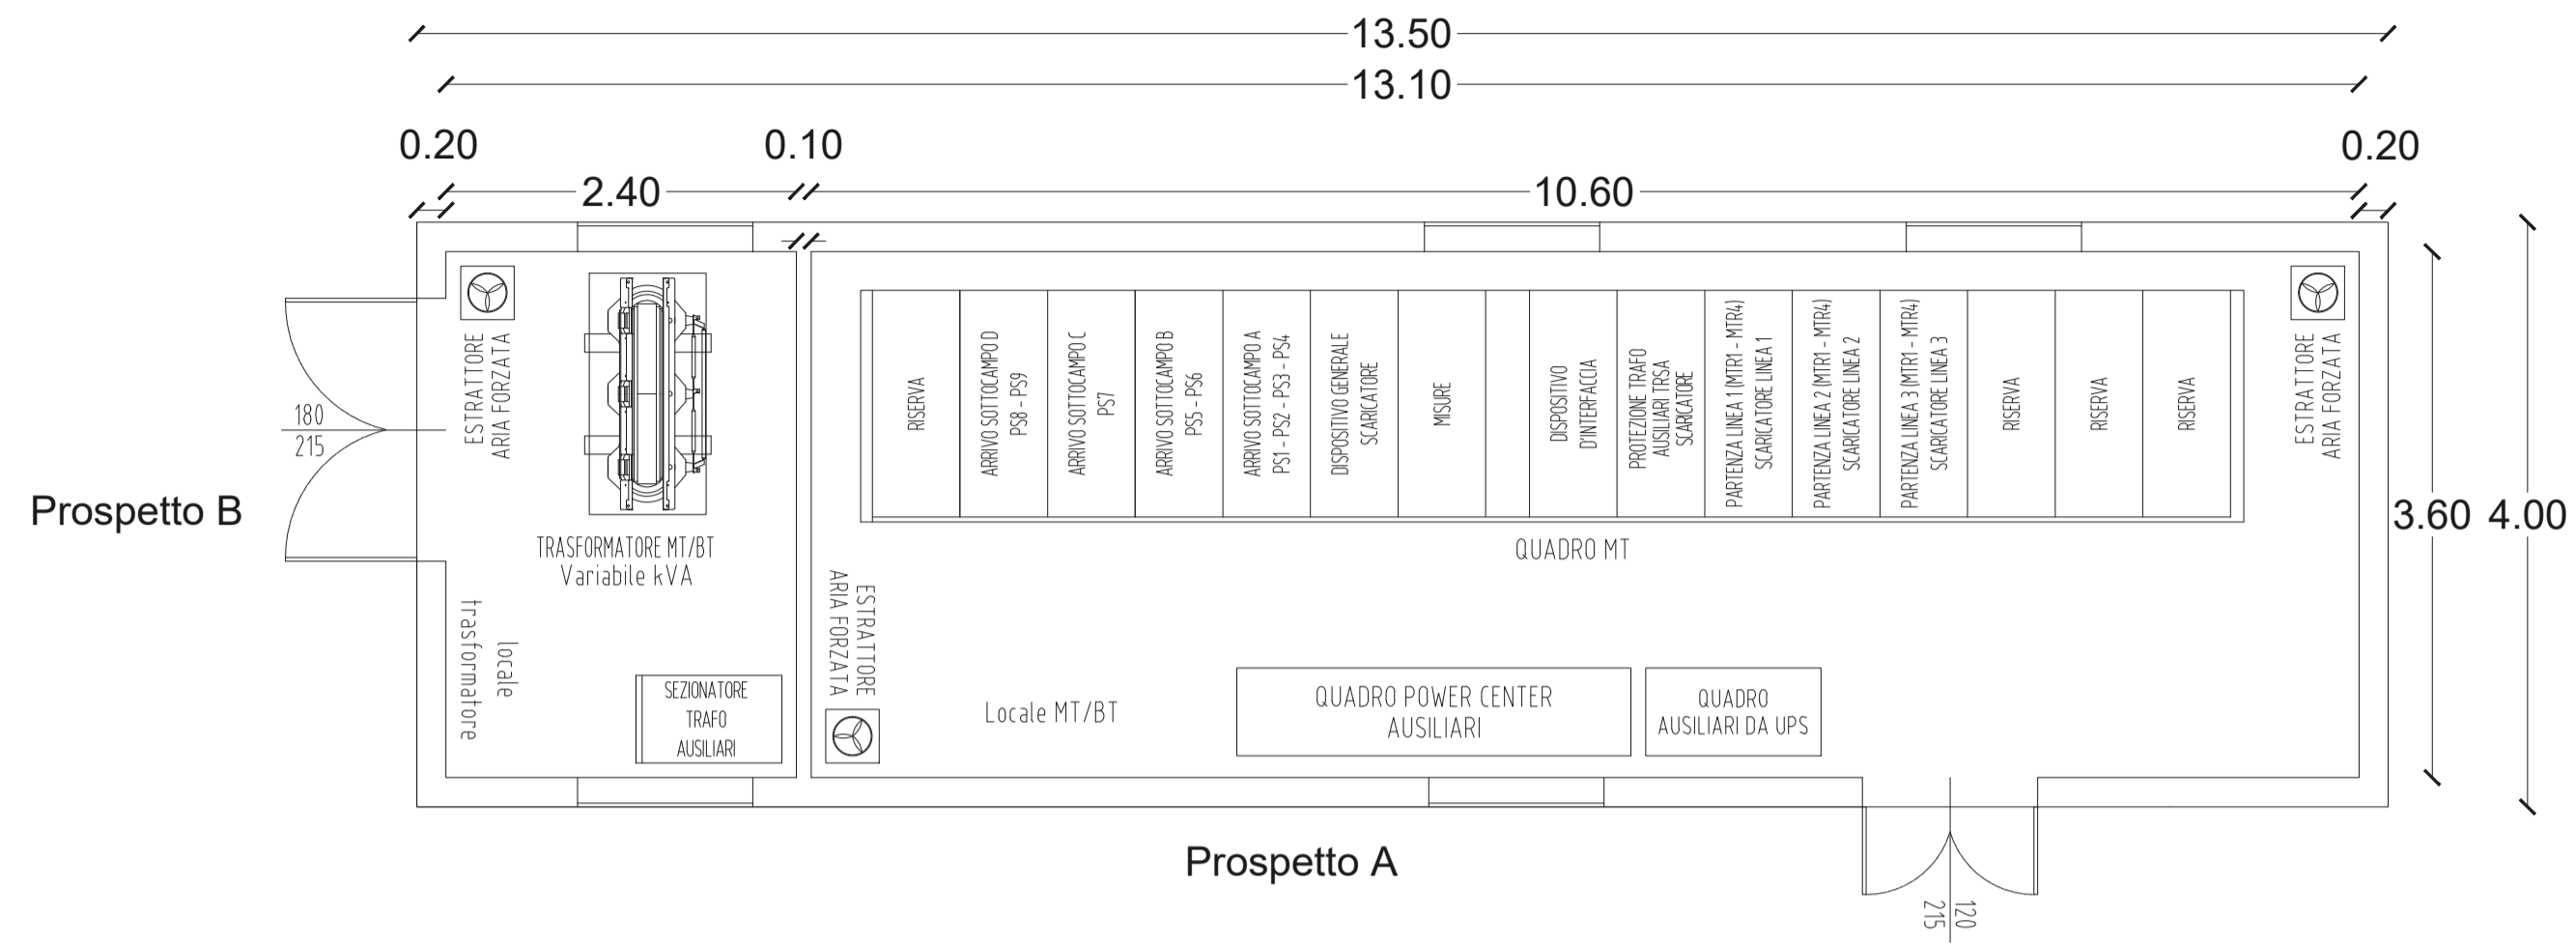 13.50
13.10
0.20
0.10
0.20
2.40
10.60
ESTRATTORE
ARIA FORZATA
180
215
Prospetto B
TRASFORMATORE MT/BT
Variabile kVA
locale
trasformatore
SEZIONATORE
TRAFO
AUSILIARI
RISERVA
ARRIVO SOTTOCAMPO D
PS8 - PS9
ARRIVO SOTTOCAMPO C
PS7
ARRIVO SOTTOCAMPO B
PS5 - PS6
ARRIVO SOTTOCAMPO A
PS1 - PS2 - PS3 - PS4
DISPOSITIVO GENERALE
SCARICATORE
MISURE
DISPOSITIVO
D'INTERFACCIA
PROTEZIONE TRAFO
AUSILIARI TRSA
SCARICATORE
PARTENZA LINEA 1 (MTR1 - MTR4)
SCARICATORE LINEA 1
PARTENZA LINEA 2 (MTR1 - MTR4)
SCARICATORE LINEA 2
PARTENZA LINEA 3 (MTR1 - MTR4)
SCARICATORE LINEA 3
RISERVA
RISERVA
RISERVA
ESTRATTORE
ARIA FORZATA
3.60
4.00
QUADRO MT
ESTRATTORE
ARIA FORZATA
Locale MT/BT
QUADRO POWER CENTER
AUSILIARI
QUADRO
AUSILIARI DA UPS
Prospetto A
120
215